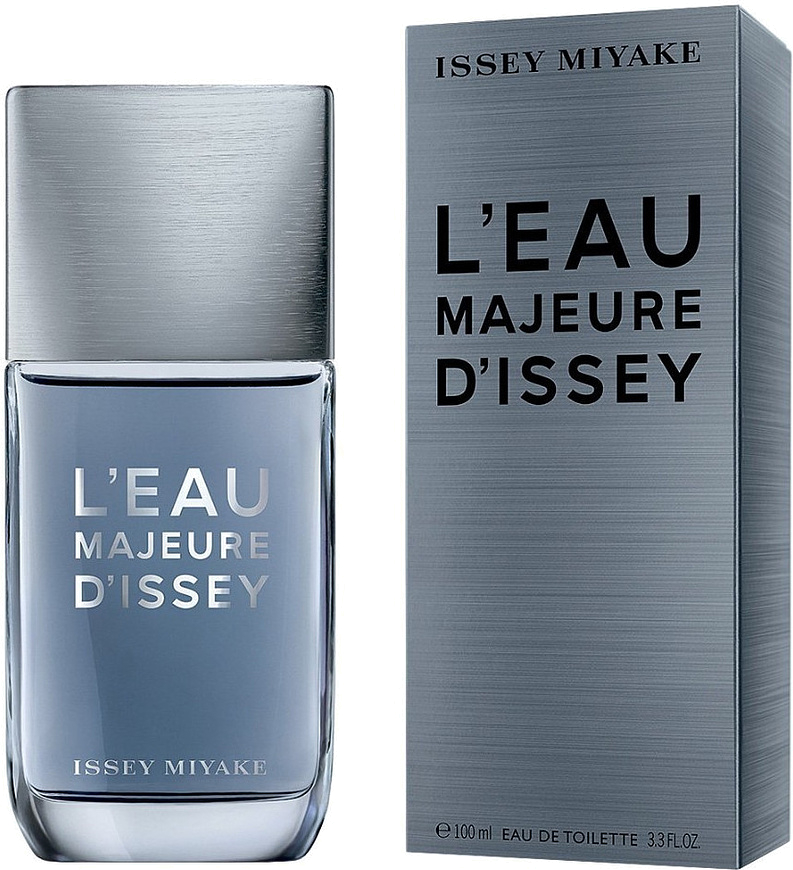 L'EAU
MAJEURE
D'ISSEY
ISSEY MIYAKE
ISSEY MIYAKE
L'EAU
MAJEURE
D'ISSEY
℮ 100 ml EAU DE TOILETTE 3.3 FL.OZ.